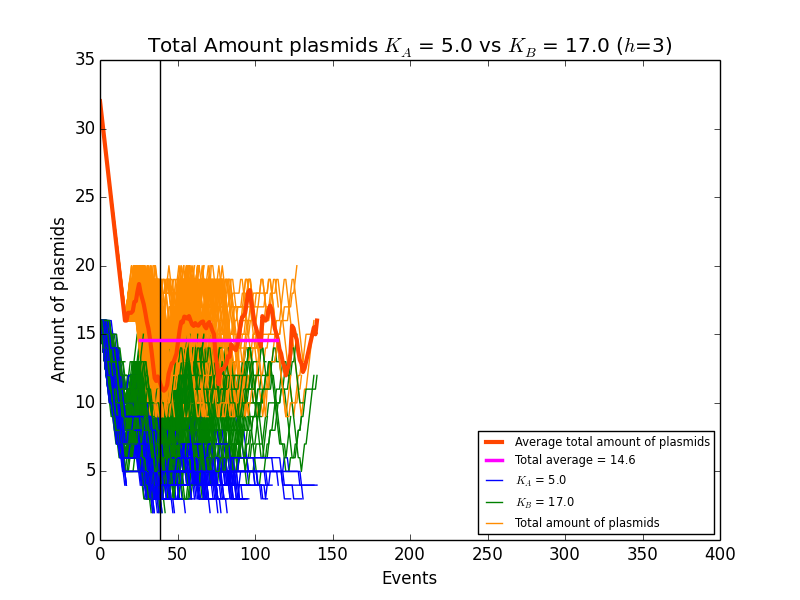 Total Amount plasmids K_A = 5.0 vs K_B = 17.0 (h=3)
35
30
25
20
15
10
5
0
Amount of plasmids
0 50 100 150 200 250 300 350 400
Events
Average total amount of plasmids
Total average = 14.6
K_A = 5.0
K_B = 17.0
Total amount of plasmids